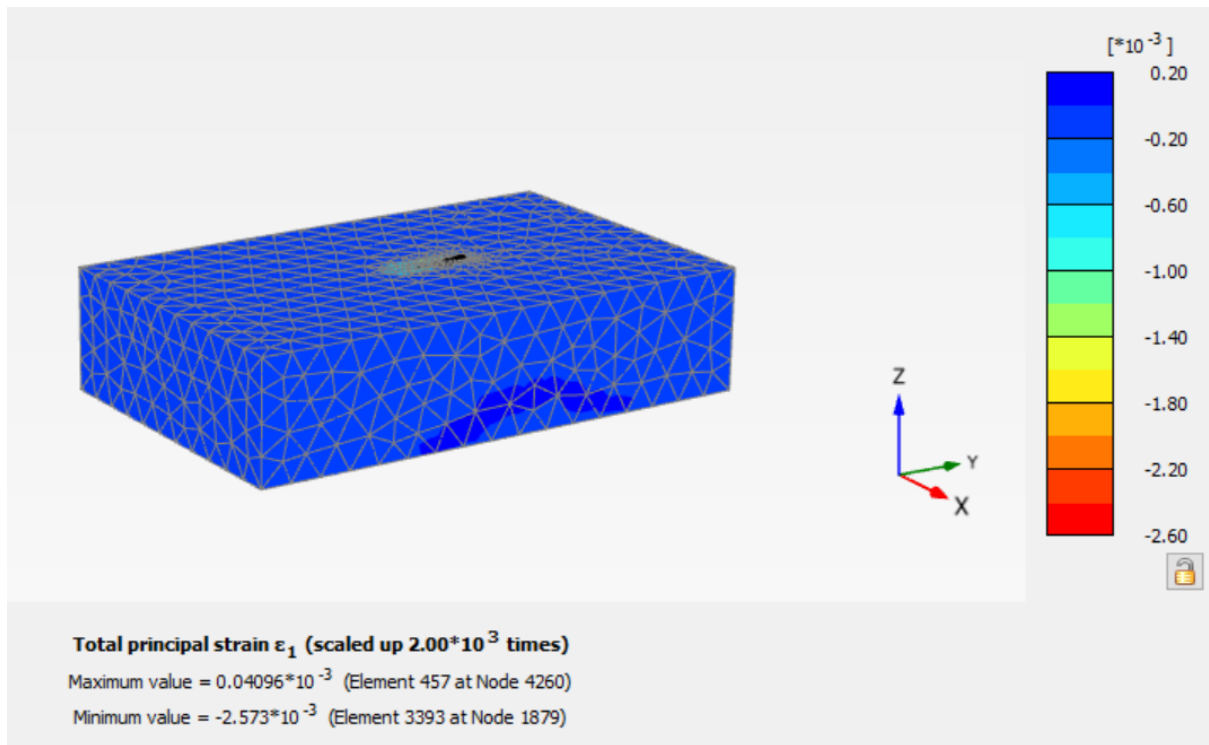 [*10 -3 ]
0.20
-0.20
-0.60
-1.00
-1.40
-1.80
-2.20
-2.60
Z
Y
X
Total principal strain ε1 (scaled up 2.00*10 3 times)
Maximum value = 0.04096*10 -3 (Element 457 at Node 4260)
Minimum value = -2.573*10 -3 (Element 3393 at Node 1879)